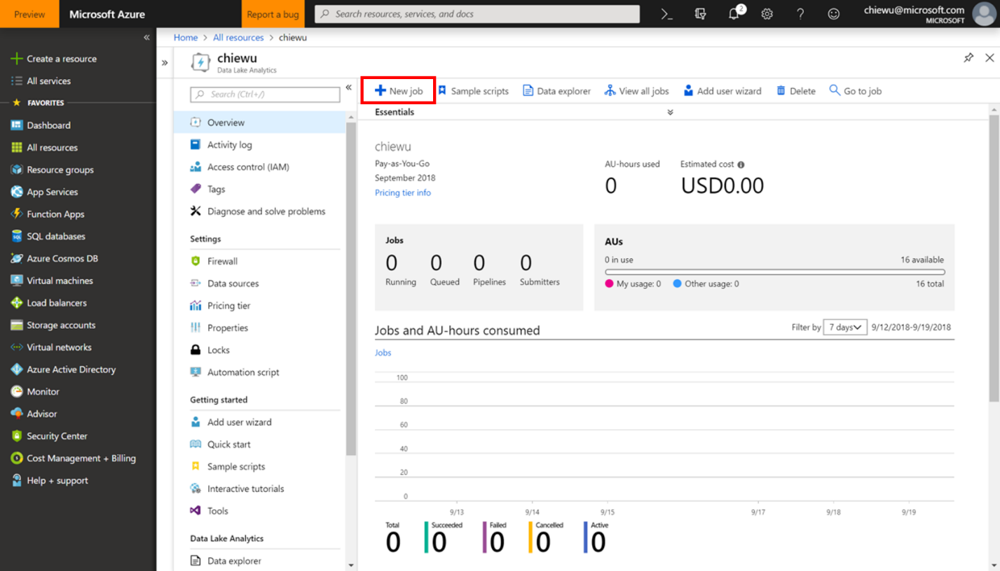 Preview
Microsoft Azure
Report a bug
Search resources, services, and docs
2
chiewu@microsoft.com
MICROSOFT
Home > All resources > chiewu
Create a resource
All services
FAVORITES
Dashboard
All resources
Resource groups
App Services
Function Apps
SQL databases
Azure Cosmos DB
Virtual machines
Load balancers
Storage accounts
Virtual networks
Azure Active Directory
Monitor
Advisor
Security Center
Cost Management + Billing
Help + support
chiewu
Data Lake Analytics
Search (Ctrl+/)
Overview
Activity log
Access control (IAM)
Tags
Diagnose and solve problems
Settings
Firewall
Data sources
Pricing tier
Properties
Locks
Automation script
Getting started
Add user wizard
Quick start
Sample scripts
Interactive tutorials
Tools
Data Lake Analytics
Data explorer
New job Sample scripts Data explorer View all jobs Add user wizard Delete Go to job
Essentials
chiewu
Pay-as-You-Go
September 2018
Pricing tier info
AU-hours used
0
Estimated cost
USD0.00
Jobs
0 0 0 0
Running Queued Pipelines Submitters
AUs
0 in use 16 available
My usage: 0 Other usage: 0 16 total
Jobs and AU-hours consumed
Filter by 7 days 9/12/2018-9/19/2018
Jobs
100
80
60
40
20
0
9/13 9/14 9/15 9/17 9/18 9/19
Total Succeeded Failed Cancelled Active
0 0 0 0 0